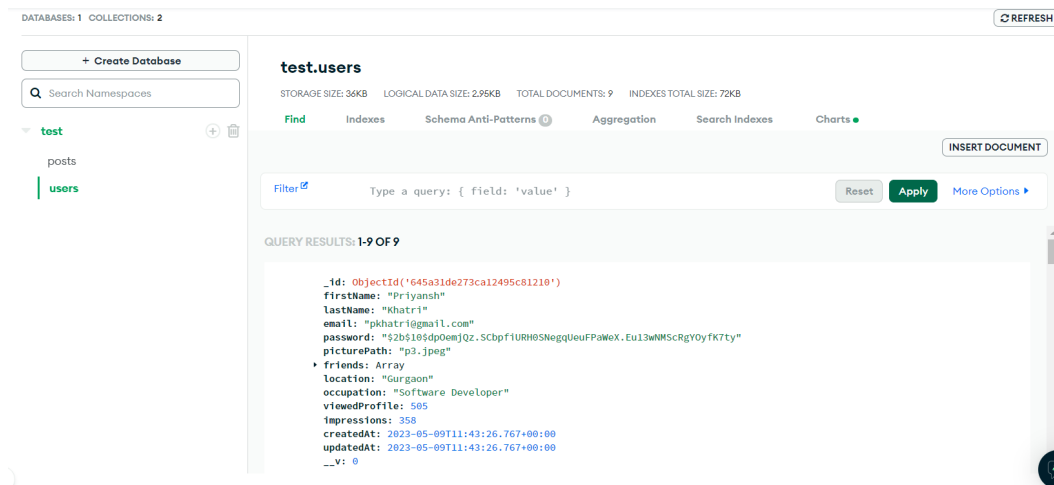 DATABASES: 1 COLLECTIONS: 2
REFRESH
+ Create Database
Search Namespaces
test
posts
users
test.users
STORAGE SIZE: 36KB LOGICAL DATA SIZE: 2.95KB TOTAL DOCUMENTS: 9 INDEXES TOTAL SIZE: 72KB
Find Indexes Schema Anti-Patterns 0 Aggregation Search Indexes Charts
INSERT DOCUMENT
Filter Type a query: { field: 'value' } Reset Apply More Options
QUERY RESULTS: 1-9 OF 9
_id: ObjectId('645a31de273ca12495c81210')
firstName: "Priyansh"
lastName: "Khatri"
email: "pkhatri@gmail.com"
password: "$2b$10$dpOemjQz.SCbpfiURH0SNegqUeuFPaWeX.Eu13wNMScRgYOyfK7ty"
picturePath: "p3.jpeg"
friends: Array
location: "Gurgaon"
occupation: "Software Developer"
viewedProfile: 505
impressions: 358
createdAt: 2023-05-09T11:43:26.767+00:00
updatedAt: 2023-05-09T11:43:26.767+00:00
__v: 0